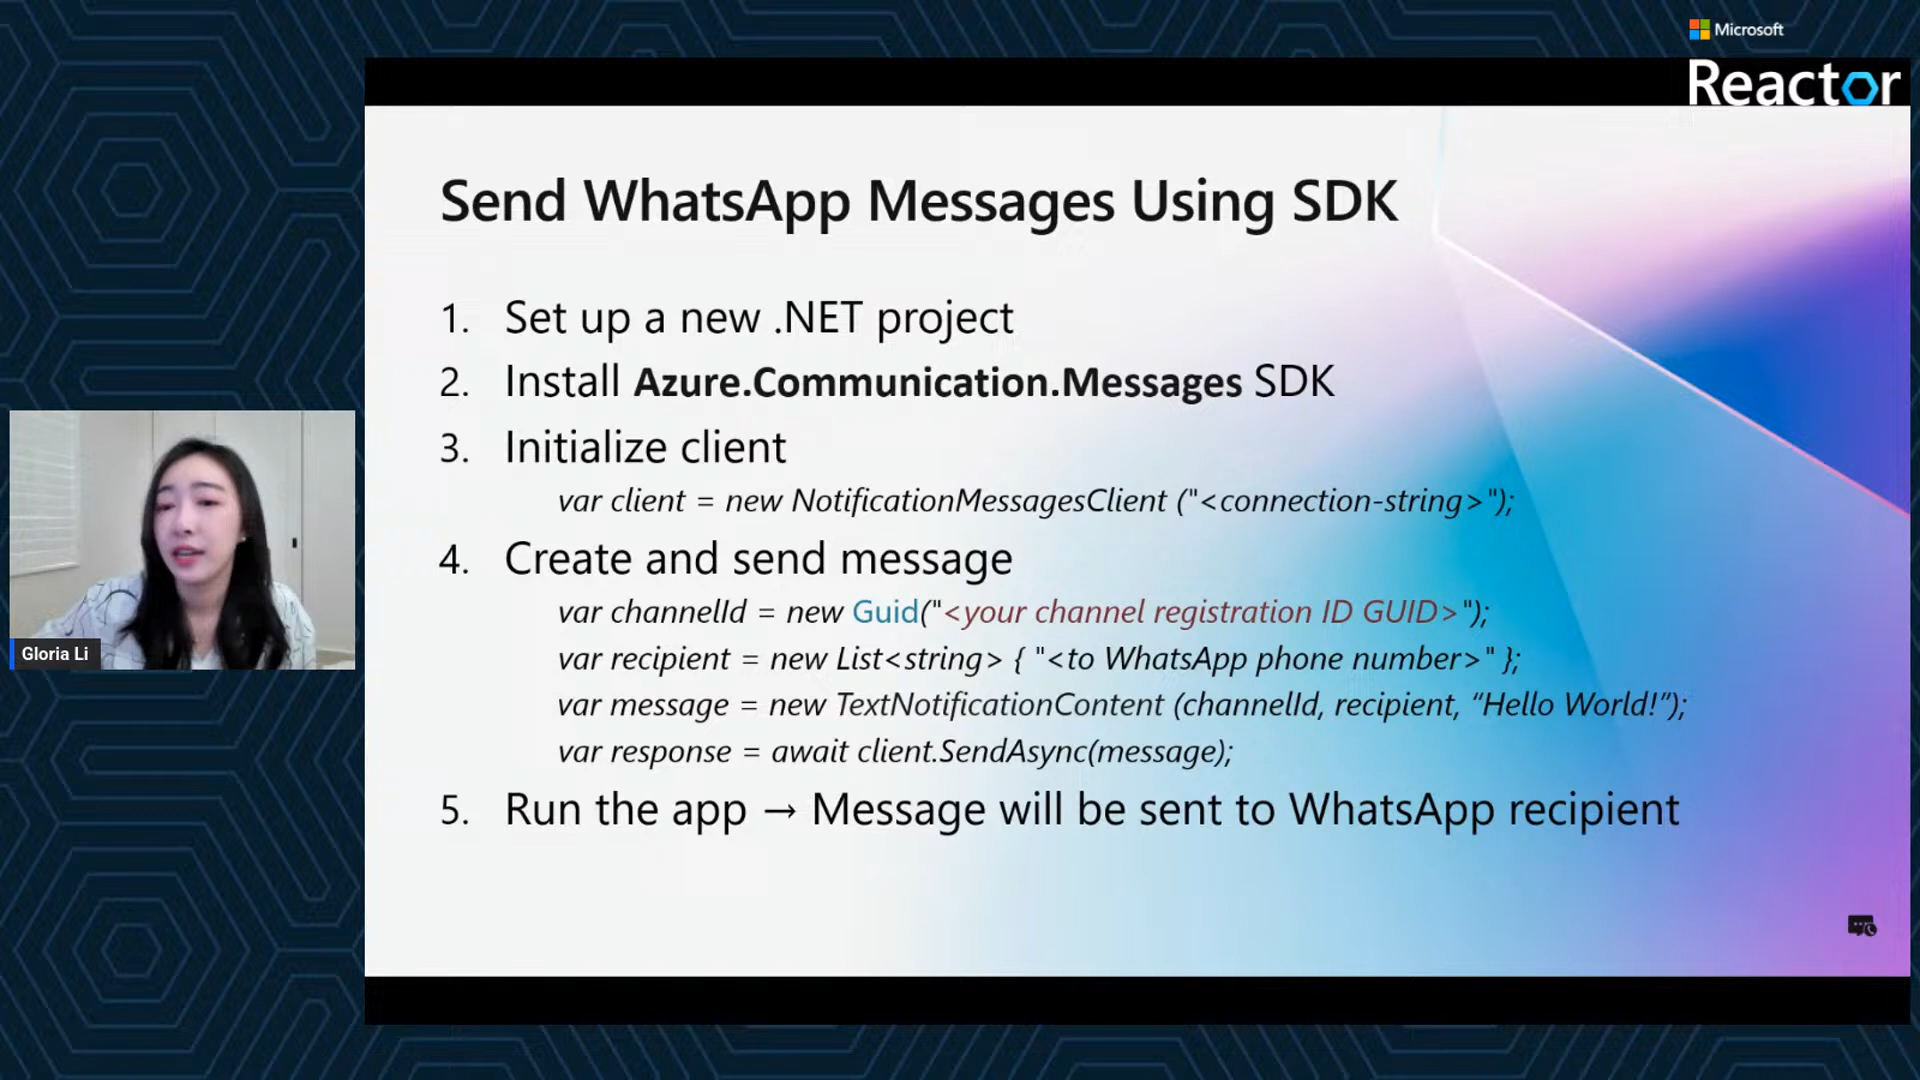 Microsoft
Reactor
Send WhatsApp Messages Using SDK
1. Set up a new .NET project
2. Install Azure.Communication.Messages SDK
3. Initialize client
var client = new NotificationMessagesClient ("<connection-string>");
4. Create and send message
var channelId = new Guid("<your channel registration ID GUID>");
var recipient = new List<string> { "<to WhatsApp phone number>" };
var message = new TextNotificationContent (channelId, recipient, “Hello World!”);
var response = await client.SendAsync(message);
5. Run the app → Message will be sent to WhatsApp recipient
Gloria Li